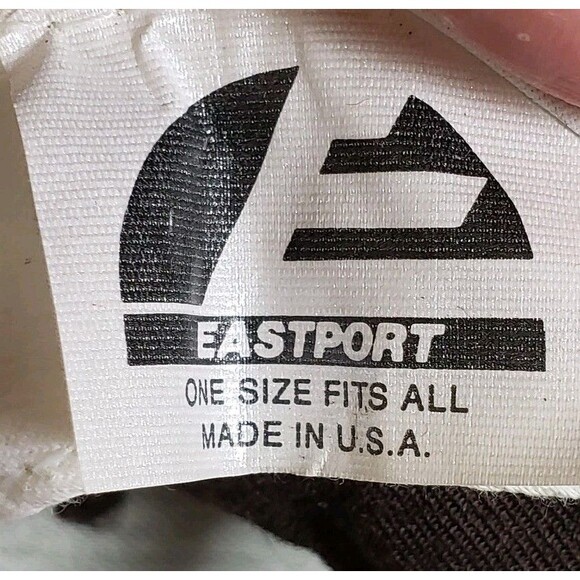 EASTPORT
ONE SIZE FITS ALL
MADE IN U.S.A.